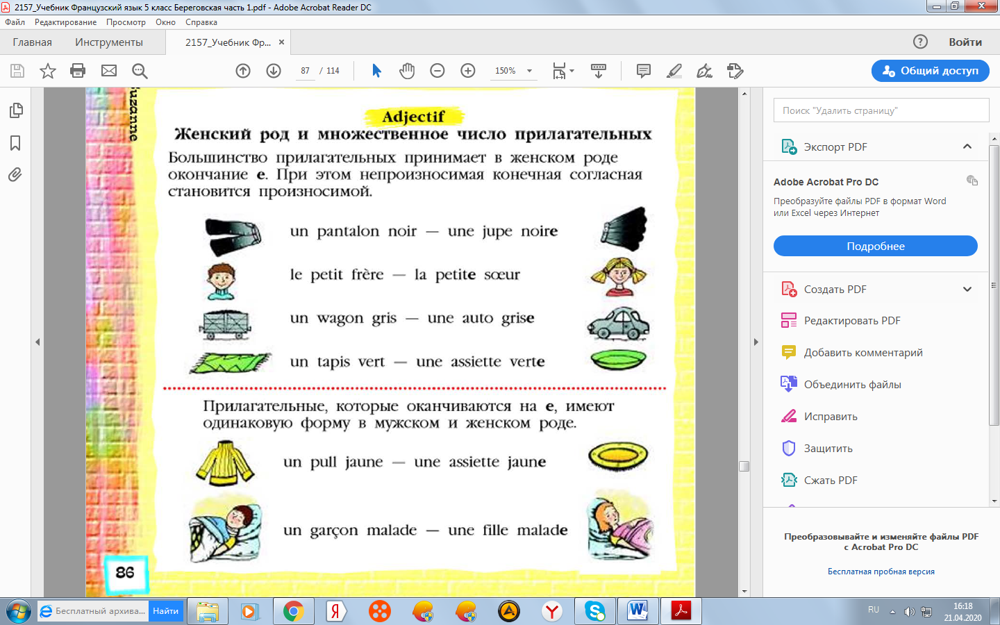 2157_Учебник Французский язык 5 класс Береговская часть 1.pdf - Adobe Acrobat Reader DC
Файл Редактирование Просмотр Окно Справка
Главная Инструменты 2157_Учебник Фр... × Войти
87 / 114 150% Общий доступ
Suzanne
Adjectif
Женский род и множественное число прилагательных
Большинство прилагательных принимает в женском роде
окончание е. При этом непроизносимая конечная согласная
становится произносимой.
un pantalon noir — une jupe noire
le petit frère — la petite sœur
un wagon gris — une auto grise
un tapis vert — une assiette verte
Прилагательные, которые оканчиваются на е, имеют
одинаковую форму в мужском и женском роде.
un pull jaune — une assiette jaune
un garçon malade — une fille malade
86
Поиск "Удалить страницу"
Экспорт PDF
Adobe Acrobat Pro DC
Преобразуйте файлы PDF в формат Word
или Excel через Интернет
Подробнее
Создать PDF
Редактировать PDF
Добавить комментарий
Объединить файлы
Исправить
Защитить
Сжать PDF
Преобразовывайте и изменяйте файлы PDF
с Acrobat Pro DC
Бесплатная пробная версия
Бесплатный архива... Найти
RU
16:18
21.04.2020